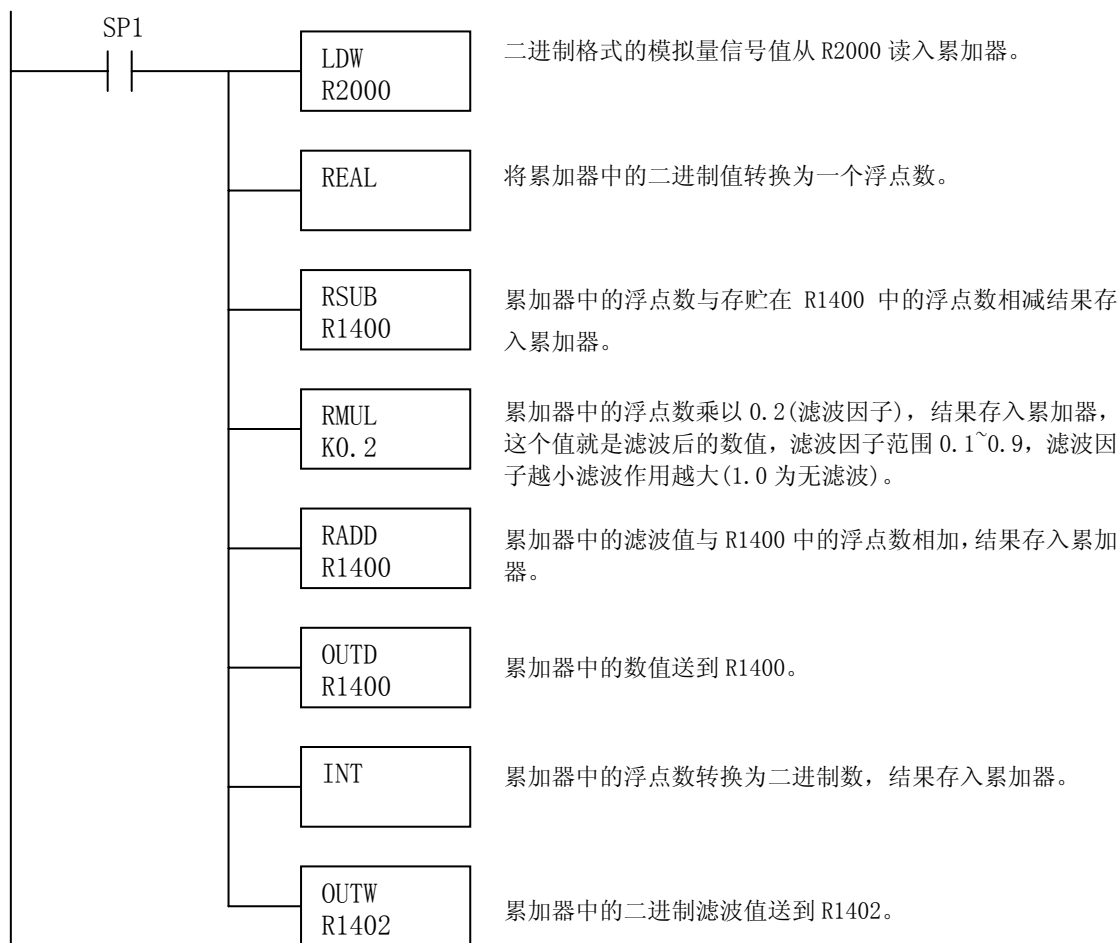 SP1
LDW
R2000
二进制格式的模拟量信号值从 R2000 读入累加器。
REAL
将累加器中的二进制值转换为一个浮点数。
RSUB
R1400
累加器中的浮点数与存贮在 R1400 中的浮点数相减结果存
入累加器。
RMUL
K0.2
累加器中的浮点数乘以 0.2(滤波因子)，结果存入累加器，
这个值就是滤波后的数值，滤波因子范围 0.1~0.9，滤波因
子越小滤波作用越大(1.0 为无滤波)。
RADD
R1400
累加器中的滤波值与 R1400 中的浮点数相加,结果存入累加
器。
OUTD
R1400
累加器中的数值送到 R1400。
INT
累加器中的浮点数转换为二进制数，结果存入累加器。
OUTW
R1402
累加器中的二进制滤波值送到 R1402。